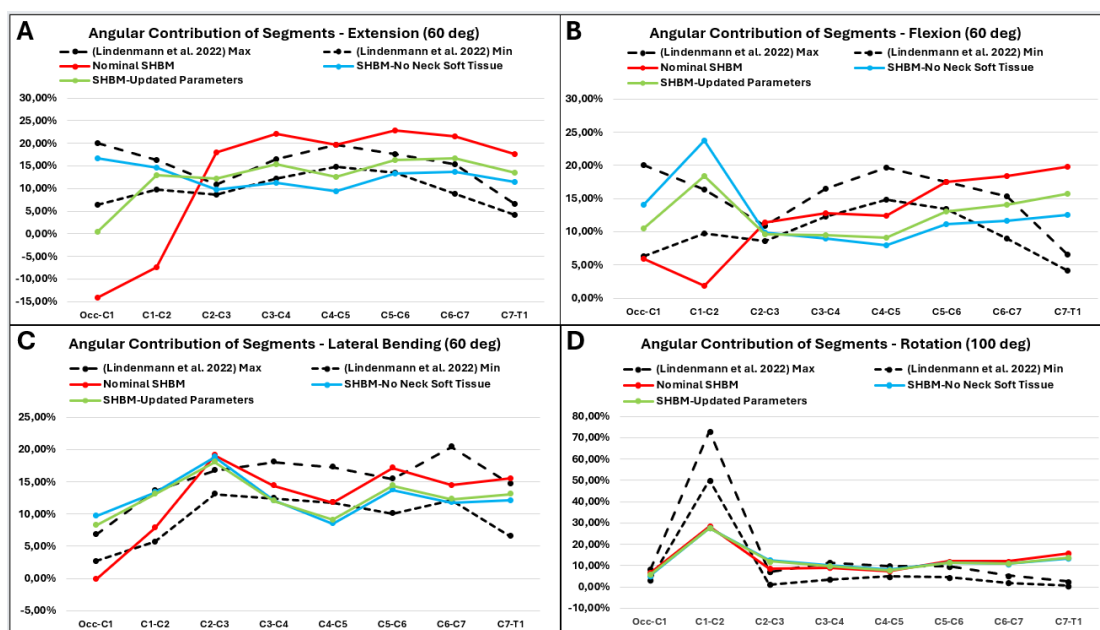 A
Angular Contribution of Segments - Extension (60 deg)
(Lindenmann et al. 2022) Max (Lindenmann et al. 2022) Min
Nominal SHBM SHBM-No Neck Soft Tissue
SHBM-Updated Parameters
30,00%
25,00%
20,00%
15,00%
10,00%
5,00%
0,00%
-5,00%
-10,00%
-15,00%
Occ-C1 C1-C2 C2-C3 C3-C4 C4-C5 C5-C6 C6-C7 C7-T1
B
Angular Contribution of Segments - Flexion (60 deg)
(Lindenmann et al. 2022) Max (Lindenmann et al. 2022) Min
Nominal SHBM SHBM-No Neck Soft Tissue
SHBM-Updated Parameters
30,00%
25,00%
20,00%
15,00%
10,00%
5,00%
0,00%
Occ-C1 C1-C2 C2-C3 C3-C4 C4-C5 C5-C6 C6-C7 C7-T1
C
Angular Contribution of Segments - Lateral Bending (60 deg)
(Lindenmann et al. 2022) Max (Lindenmann et al. 2022) Min
Nominal SHBM SHBM-No Neck Soft Tissue
SHBM-Updated Parameters
25,00%
20,00%
15,00%
10,00%
5,00%
0,00%
-5,00%
Occ-C1 C1-C2 C2-C3 C3-C4 C4-C5 C5-C6 C6-C7 C7-T1
D
Angular Contribution of Segments - Rotation (100 deg)
(Lindenmann et al. 2022) Max (Lindenmann et al. 2022) Min
Nominal SHBM SHBM-No Neck Soft Tissue
SHBM-Updated Parameters
80,00%
70,00%
60,00%
50,00%
40,00%
30,00%
20,00%
10,00%
0,00%
-10,00%
Occ-C1 C1-C2 C2-C3 C3-C4 C4-C5 C5-C6 C6-C7 C7-T1